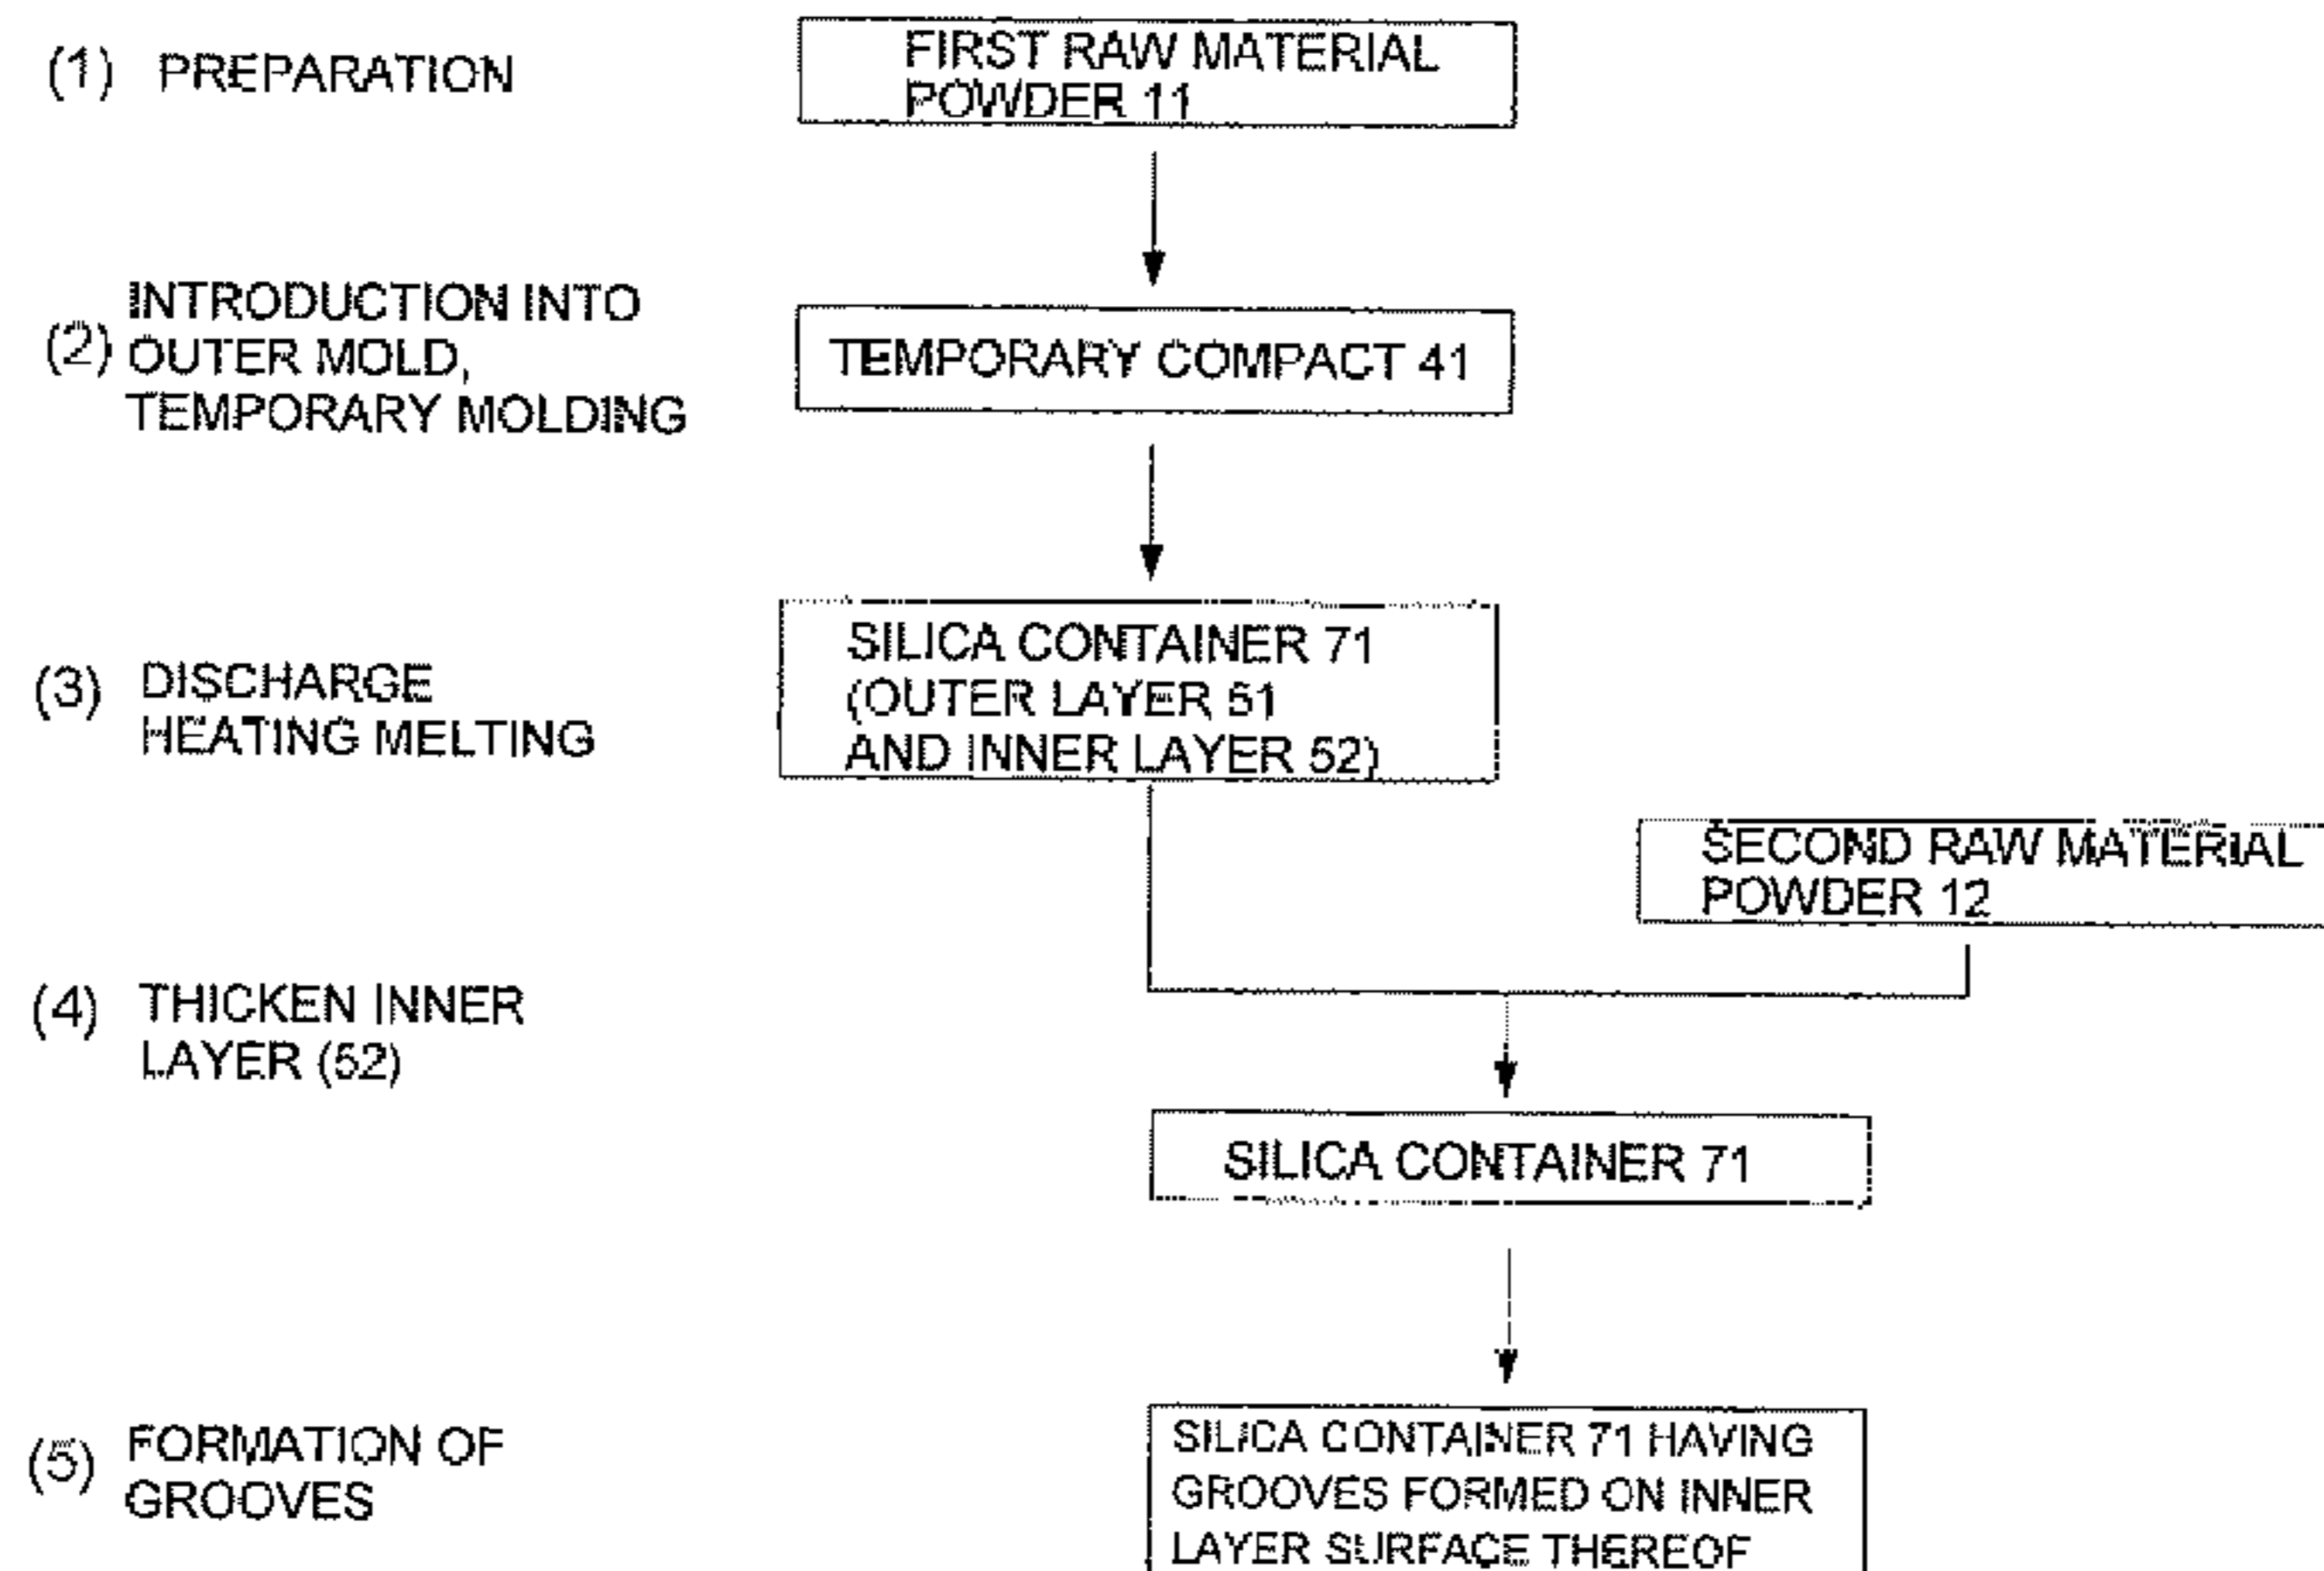 (1) PREPARATION
FIRST RAW MATERIAL
POWDER 11
(2) INTRODUCTION INTO
OUTER MOLD,
TEMPORARY MOLDING
TEMPORARY COMPACT 41
(3) DISCHARGE
HEATING MELTING
SILICA CONTAINER 71
(OUTER LAYER 51
AND INNER LAYER 52)
SECOND RAW MATERIAL
POWDER 12
(4) THICKEN INNER
LAYER (52)
SILICA CONTAINER 71
(5) FORMATION OF
GROOVES
SILICA CONTAINER 71 HAVING
GROOVES FORMED ON INNER
LAYER SURFACE THEREOF